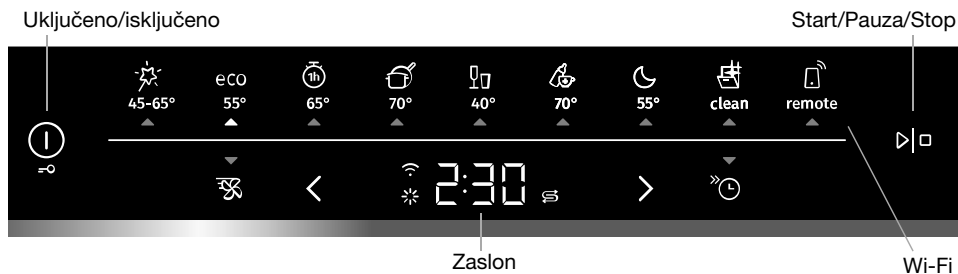 Uključeno/isključeno Start/Pauza/Stop
eco 1h
45-65° 55° 65° 70° 40° 70° 55° clean remote
2:30
Zaslon Wi-Fi